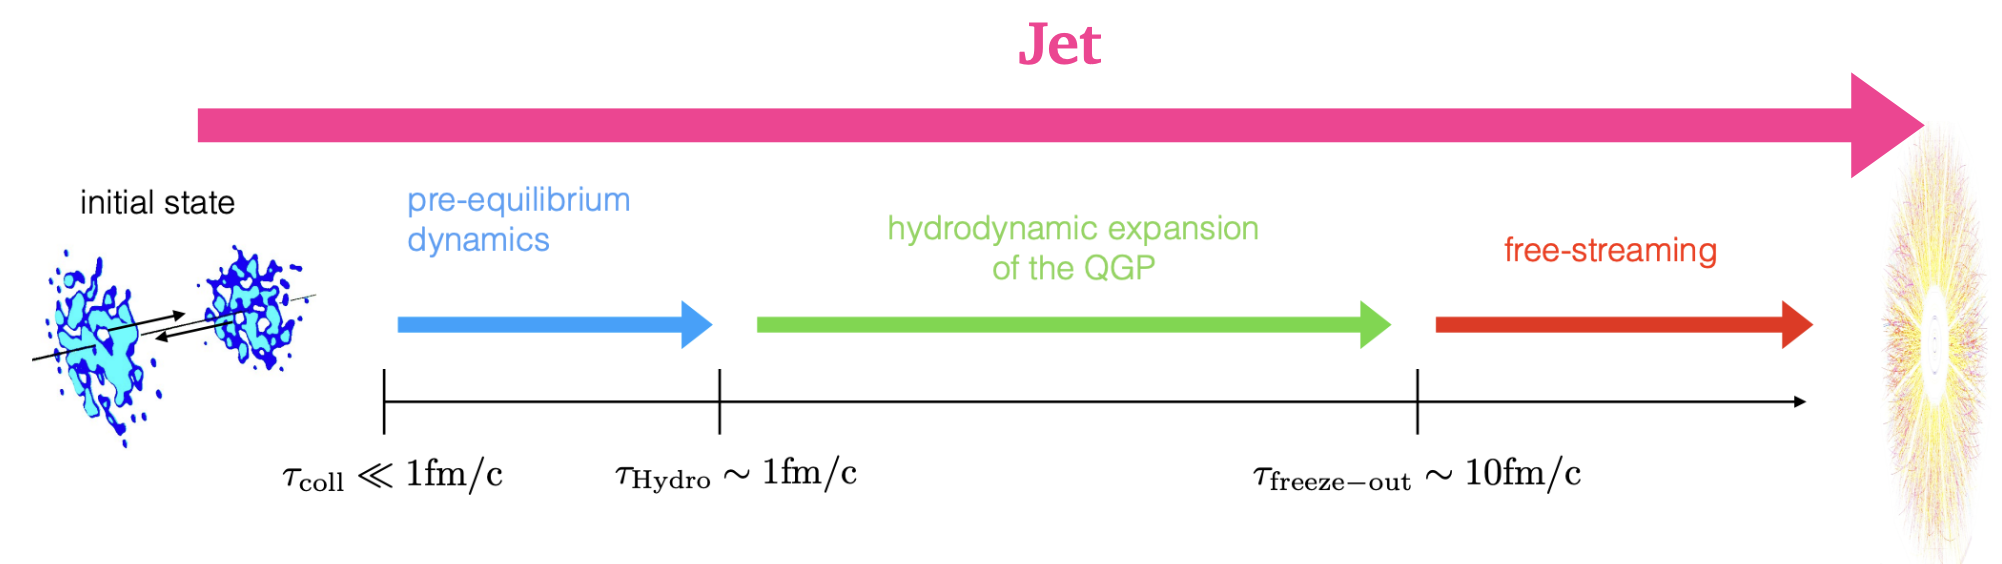 Jet
initial state
pre-equilibrium
dynamics
hydrodynamic expansion
of the QGP
free-streaming
τcoll ≪ 1fm/c
τHydro ∼ 1fm/c
τfreeze−out ∼ 10fm/c